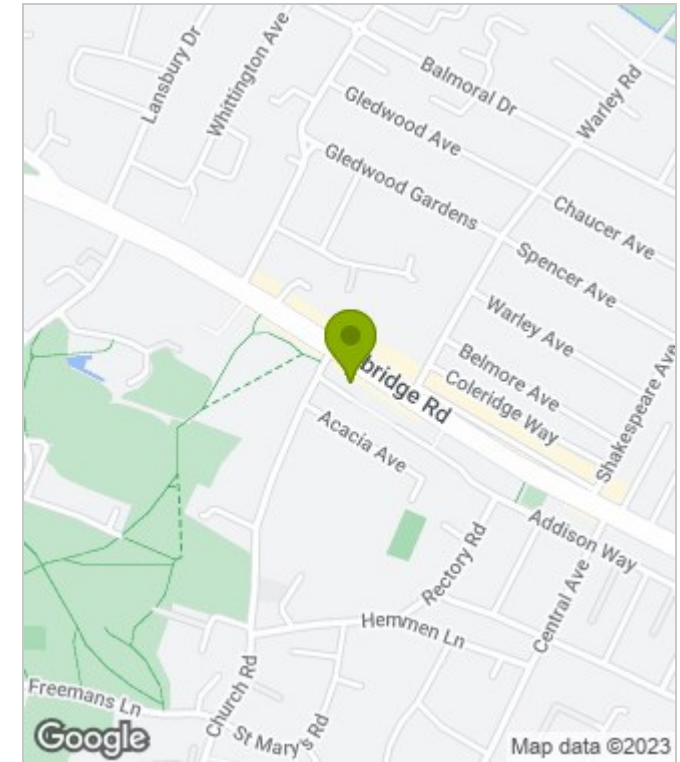 Lansbury Dr
Whittington Ave
Balmoral Dr
Warley Rd
Gledwood Ave
Gledwood Gardens
Chaucer Ave
Spencer Ave
Warley Ave
Belmore Ave
Coleridge Way
Shakespeare Ave
bridge Rd
Acacia Ave
Addison Way
Rectory Rd
Central Ave
Hemmen Ln
Church Rd
Freemans Ln
St Mary's Rd
Google
Map data ©2023